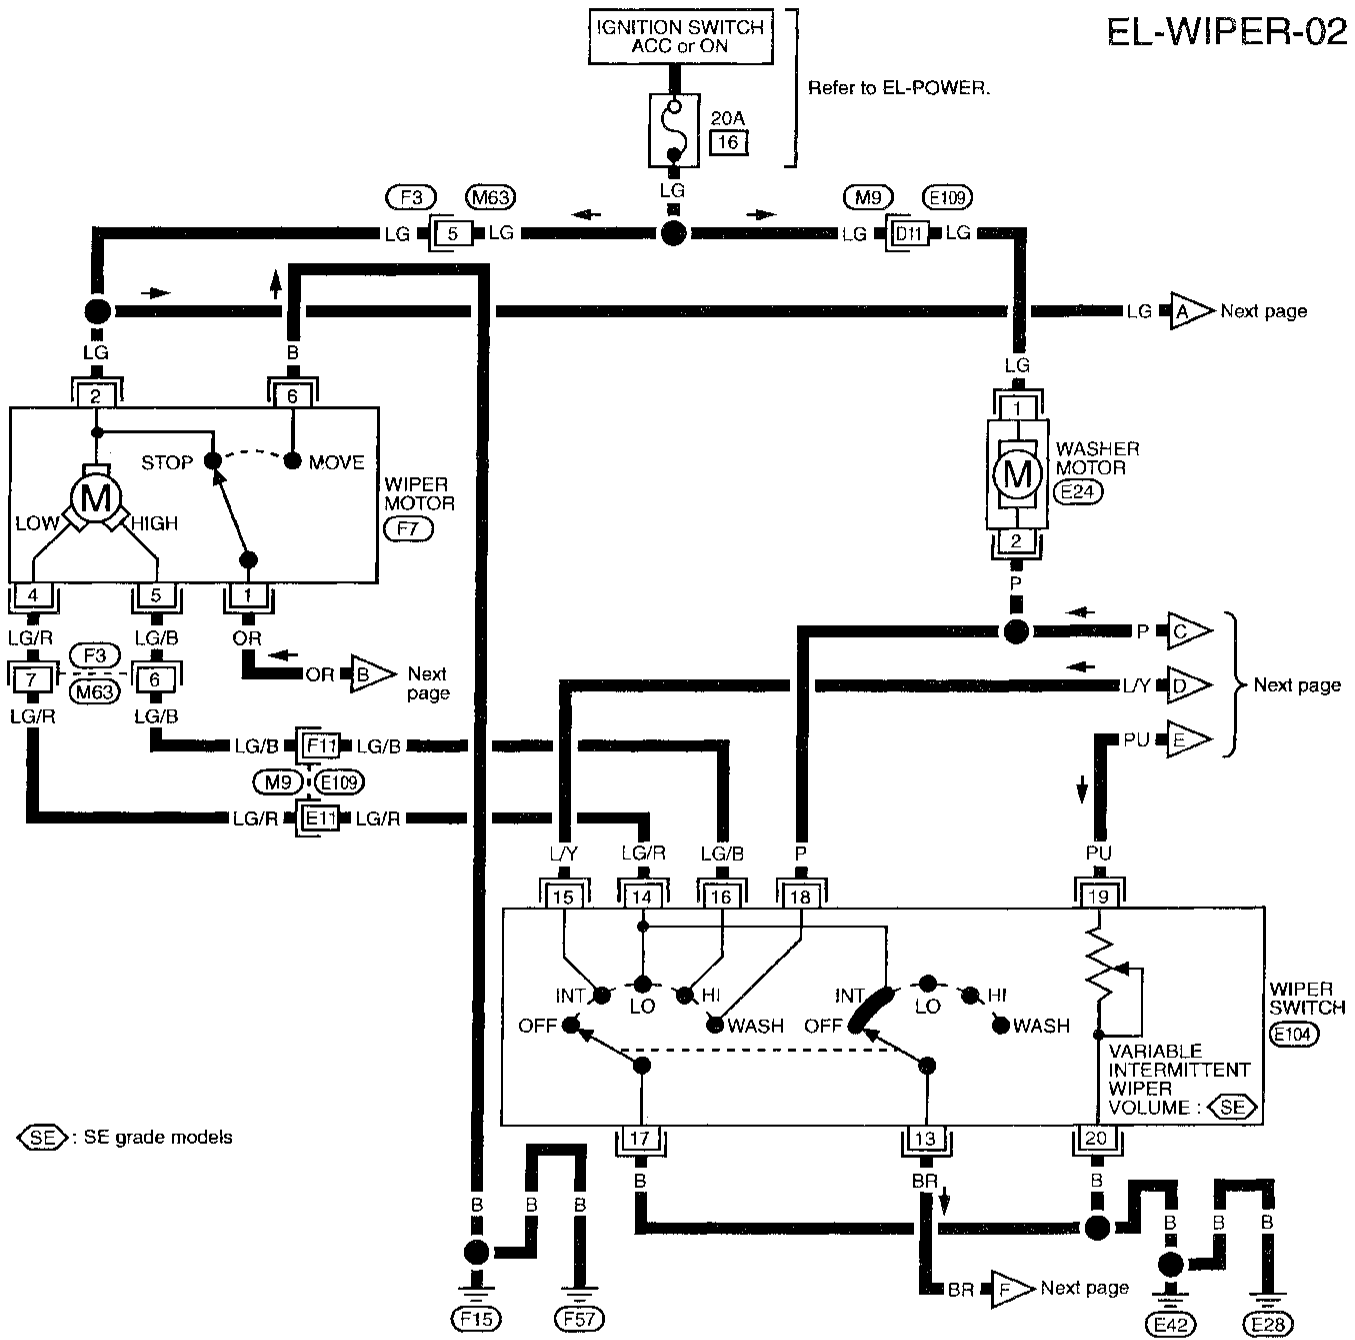 EL-WIPER-02
IGNITION SWITCH
ACC or ON
Refer to EL-POWER.
20A
16
LG
F3 M63 M9 E109
LG 5 LG LG D11 LG
LG A Next page
LG B LG
2 6 1
STOP MOVE
WIPER
MOTOR
F7
M
LOW HIGH
WASHER
MOTOR
E24
M
2
P
4 5 1
LG/R LG/B OR
P C
F3
7 6
M63
OR B Next
page
L/Y D Next page
LG/R LG/B
PU E
LG/B F11 LG/B
M9 E109
LG/R E11 LG/R
L/Y LG/R LG/B P PU
15 14 16 18 19
INT LO HI
OFF WASH
INT LO HI
OFF WASH
WIPER
SWITCH
E104
VARIABLE
INTERMITTENT
WIPER
VOLUME : SE
SE : SE grade models
17 13 20
B BR B
B B B
B B B
BR F Next page
F15 F57 E42 E28